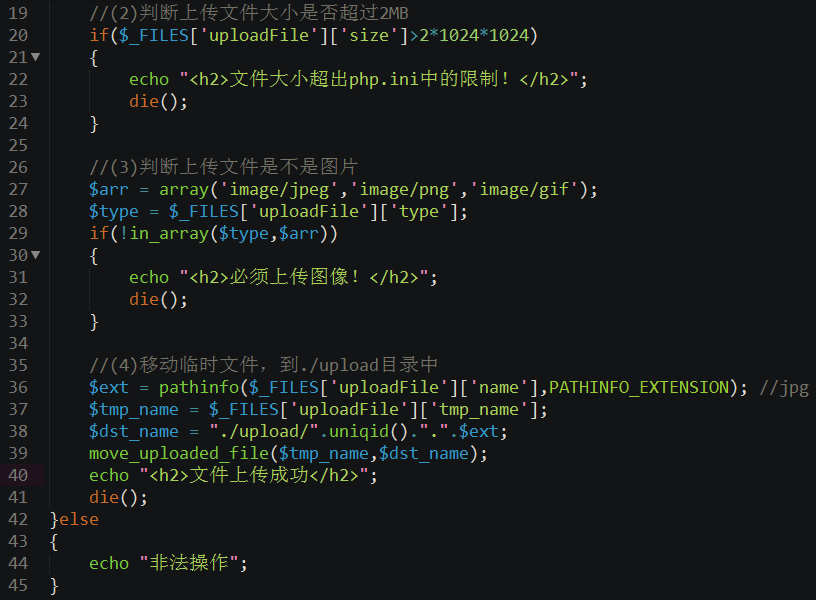 19 //(2)判断上传文件大小是否超过2MB
20 if($_FILES['uploadFile']['size']>2*1024*1024)
21 {
22 echo "<h2>文件大小超出php.ini中的限制！</h2>";
23 die();
24 }
25
26 //(3)判断上传文件是不是图片
27 $arr = array('image/jpeg','image/png','image/gif');
28 $type = $_FILES['uploadFile']['type'];
29 if(!in_array($type,$arr))
30 {
31 echo "<h2>必须上传图像！</h2>";
32 die();
33 }
34
35 //(4)移动临时文件，到./upload目录中
36 $ext = pathinfo($_FILES['uploadFile']['name'],PATHINFO_EXTENSION); //jpg
37 $tmp_name = $_FILES['uploadFile']['tmp_name'];
38 $dst_name = "./upload/".uniqid().".".$ext;
39 move_uploaded_file($tmp_name,$dst_name);
40 echo "<h2>文件上传成功</h2>";
41 die();
42 }else
43 {
44 echo "非法操作";
45 }